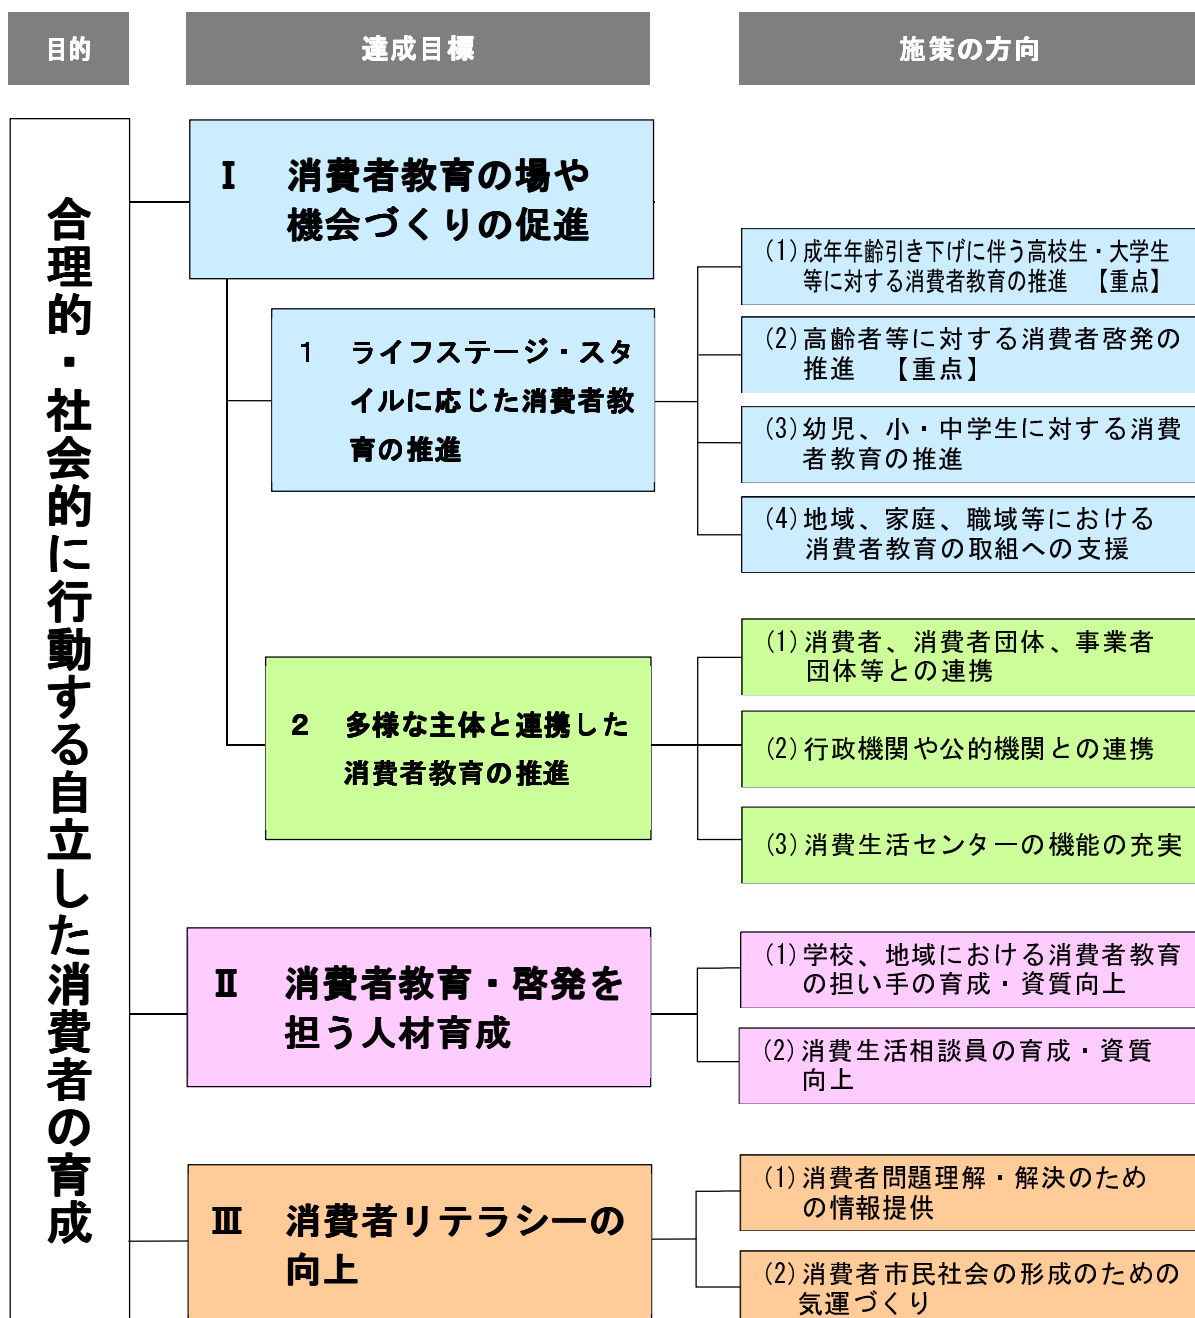 目的
達成目標
施策の方向
合理的・社会的に行動する自立した消費者の育成
Ⅰ 消費者教育の場や
機会づくりの促進
1 ライフステージ・スタ
イルに応じた消費者教
育の推進
(1)成年年齢引き下げに伴う高校生・大学生
等に対する消費者教育の推進 【重点】
(2)高齢者等に対する消費者啓発の
推進 【重点】
(3)幼児、小・中学生に対する消費
者教育の推進
(4)地域、家庭、職域等における
消費者教育の取組への支援
2 多様な主体と連携した
消費者教育の推進
(1)消費者、消費者団体、事業者
団体等との連携
(2)行政機関や公的機関との連携
(3)消費生活センターの機能の充実
Ⅱ 消費者教育・啓発を
担う人材育成
(1)学校、地域における消費者教育
の担い手の育成・資質向上
(2)消費生活相談員の育成・資質
向上
Ⅲ 消費者リテラシーの
向上
(1)消費者問題理解・解決のため
の情報提供
(2)消費者市民社会の形成のための
気運づくり